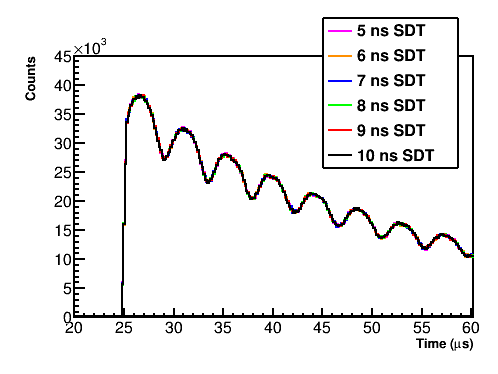 5 ns SDT
6 ns SDT
7 ns SDT
8 ns SDT
9 ns SDT
10 ns SDT
×10³
Counts
45
40
35
30
25
20
15
10
5
0
20 25 30 35 40 45 50 55 60
Time (μs)